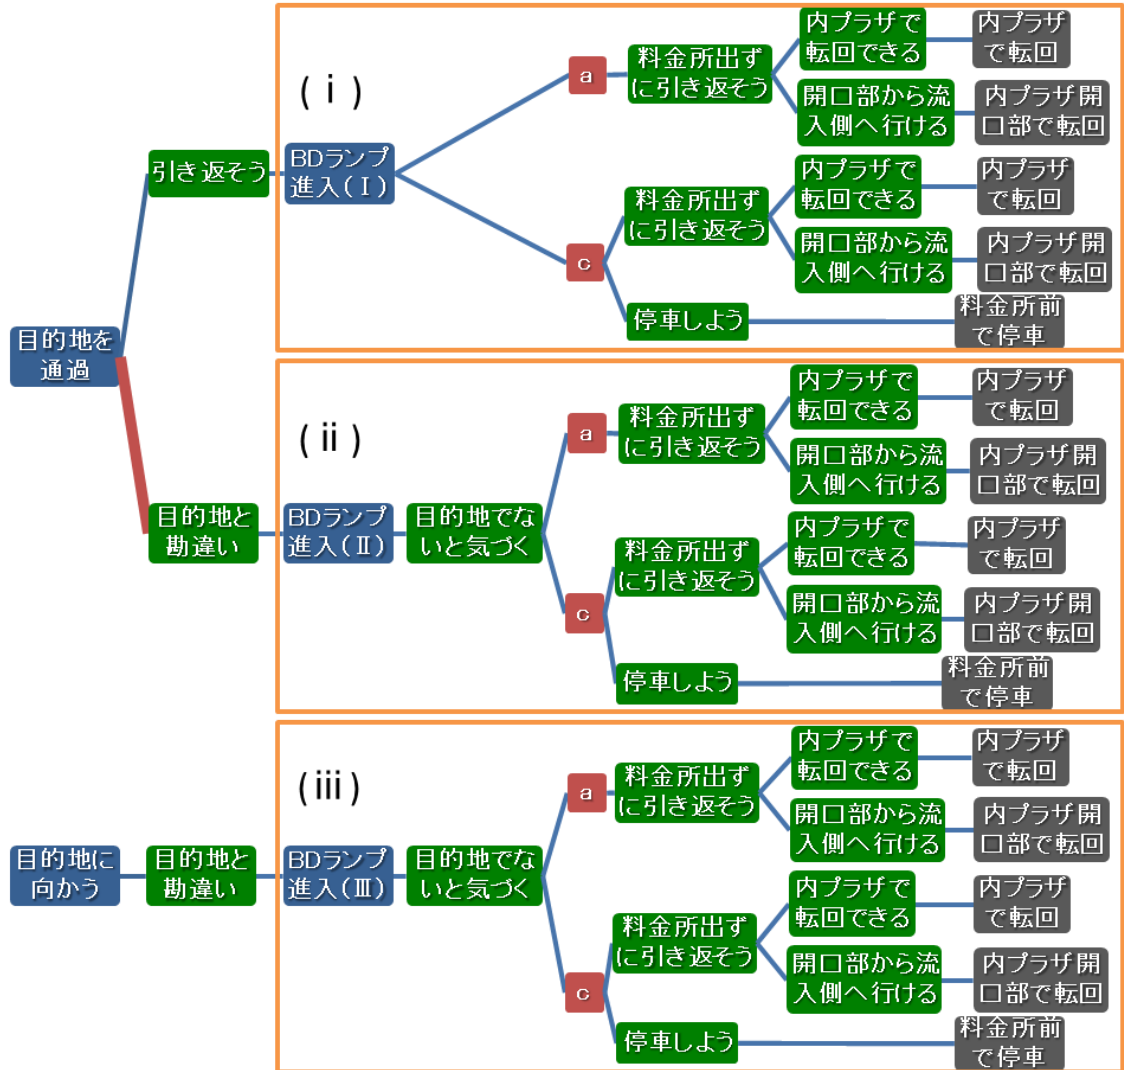 (ⅰ)
a
料金所出ず
に引き返そう
内プラザで
転回できる
内プラザ
で転回
開口部から流
入側へ行ける
内プラザ開
口部で転回
引き返そう
BDランプ
進入(Ⅰ)
c
料金所出ず
に引き返そう
内プラザで
転回できる
内プラザ
で転回
開口部から流
入側へ行ける
内プラザ開
口部で転回
停車しよう
料金所前
で停車
目的地を
通過
(ⅱ)
a
料金所出ず
に引き返そう
内プラザで
転回できる
内プラザ
で転回
開口部から流
入側へ行ける
内プラザ開
口部で転回
目的地と
勘違い
BDランプ
進入(Ⅱ)
目的地でな
いと気づく
c
料金所出ず
に引き返そう
内プラザで
転回できる
内プラザ
で転回
開口部から流
入側へ行ける
内プラザ開
口部で転回
停車しよう
料金所前
で停車
(ⅲ)
a
料金所出ず
に引き返そう
内プラザで
転回できる
内プラザ
で転回
開口部から流
入側へ行ける
内プラザ開
口部で転回
目的地に
向かう
目的地と
勘違い
BDランプ
進入(Ⅲ)
目的地でな
いと気づく
c
料金所出ず
に引き返そう
内プラザで
転回できる
内プラザ
で転回
開口部から流
入側へ行ける
内プラザ開
口部で転回
停車しよう
料金所前
で停車